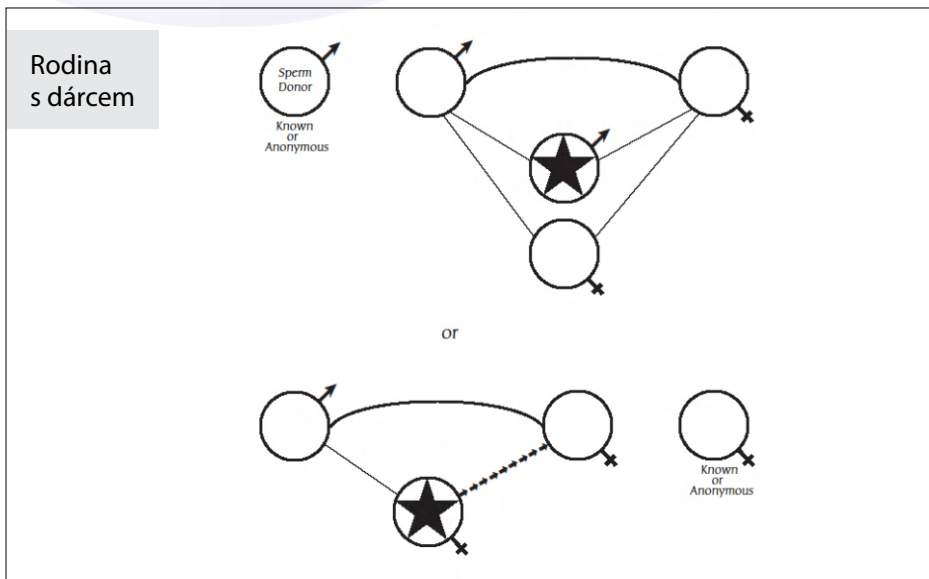 Rodina
s dárcem
Sperm
Donor
Known
or
Anonymous
or
Known
or
Anonymous